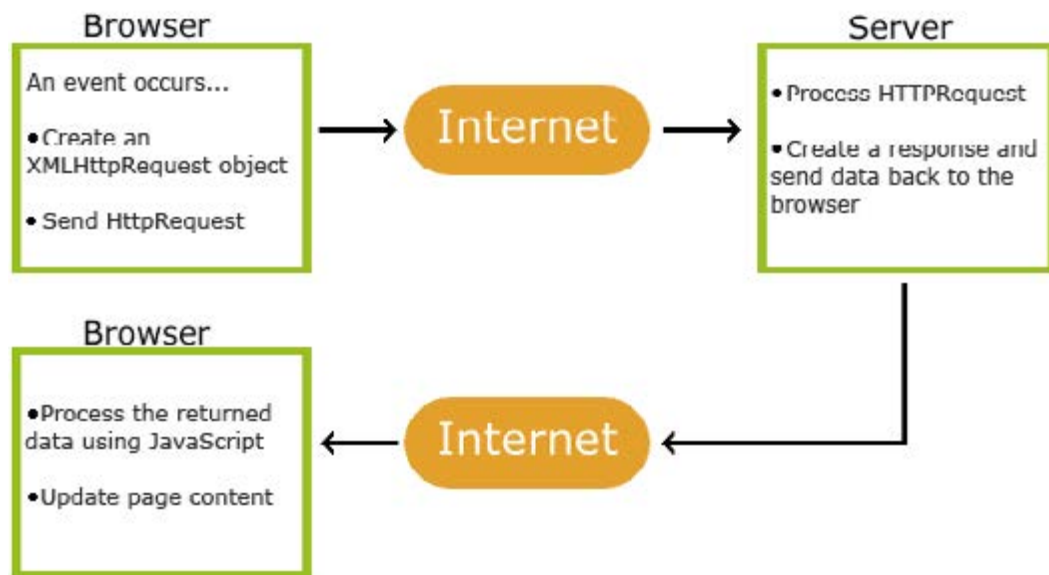 Browser
An event occurs...
•Create an
XMLHttpRequest object
• Send HttpRequest
Internet
Server
• Process HTTPRequest
• Create a response and
send data back to the
browser
Browser
•Process the returned
data using JavaScript
•Update page content
Internet